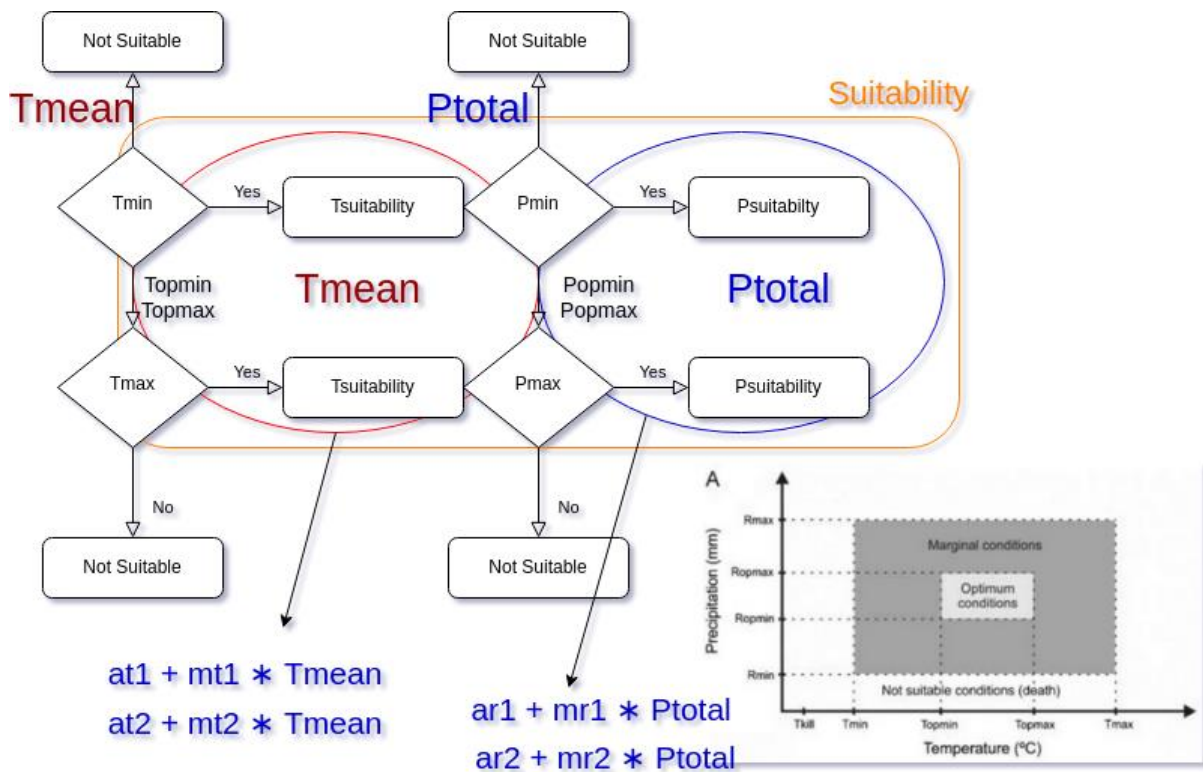 Not Suitable
Not Suitable
Tmean
Ptotal
Suitability
Tmin
Yes
Tsuitability
Pmin
Yes
Psuitabilty
Topmin
Topmax
Tmean
Popmin
Popmax
Ptotal
Tmax
Yes
Tsuitability
Pmax
Yes
Psuitability
No
No
Not Suitable
Not Suitable
at1 + mt1 ∗ Tmean
at2 + mt2 ∗ Tmean
ar1 + mr1 ∗ Ptotal
ar2 + mr2 ∗ Ptotal
A
Precipitation (mm)
Rmax
Ropmax
Ropmin
Rmin
Marginal conditions
Optimum
conditions
Not suitable conditions (death)
Tkill
Tmin
Topmin
Topmax
Tmax
Temperature (ºC)